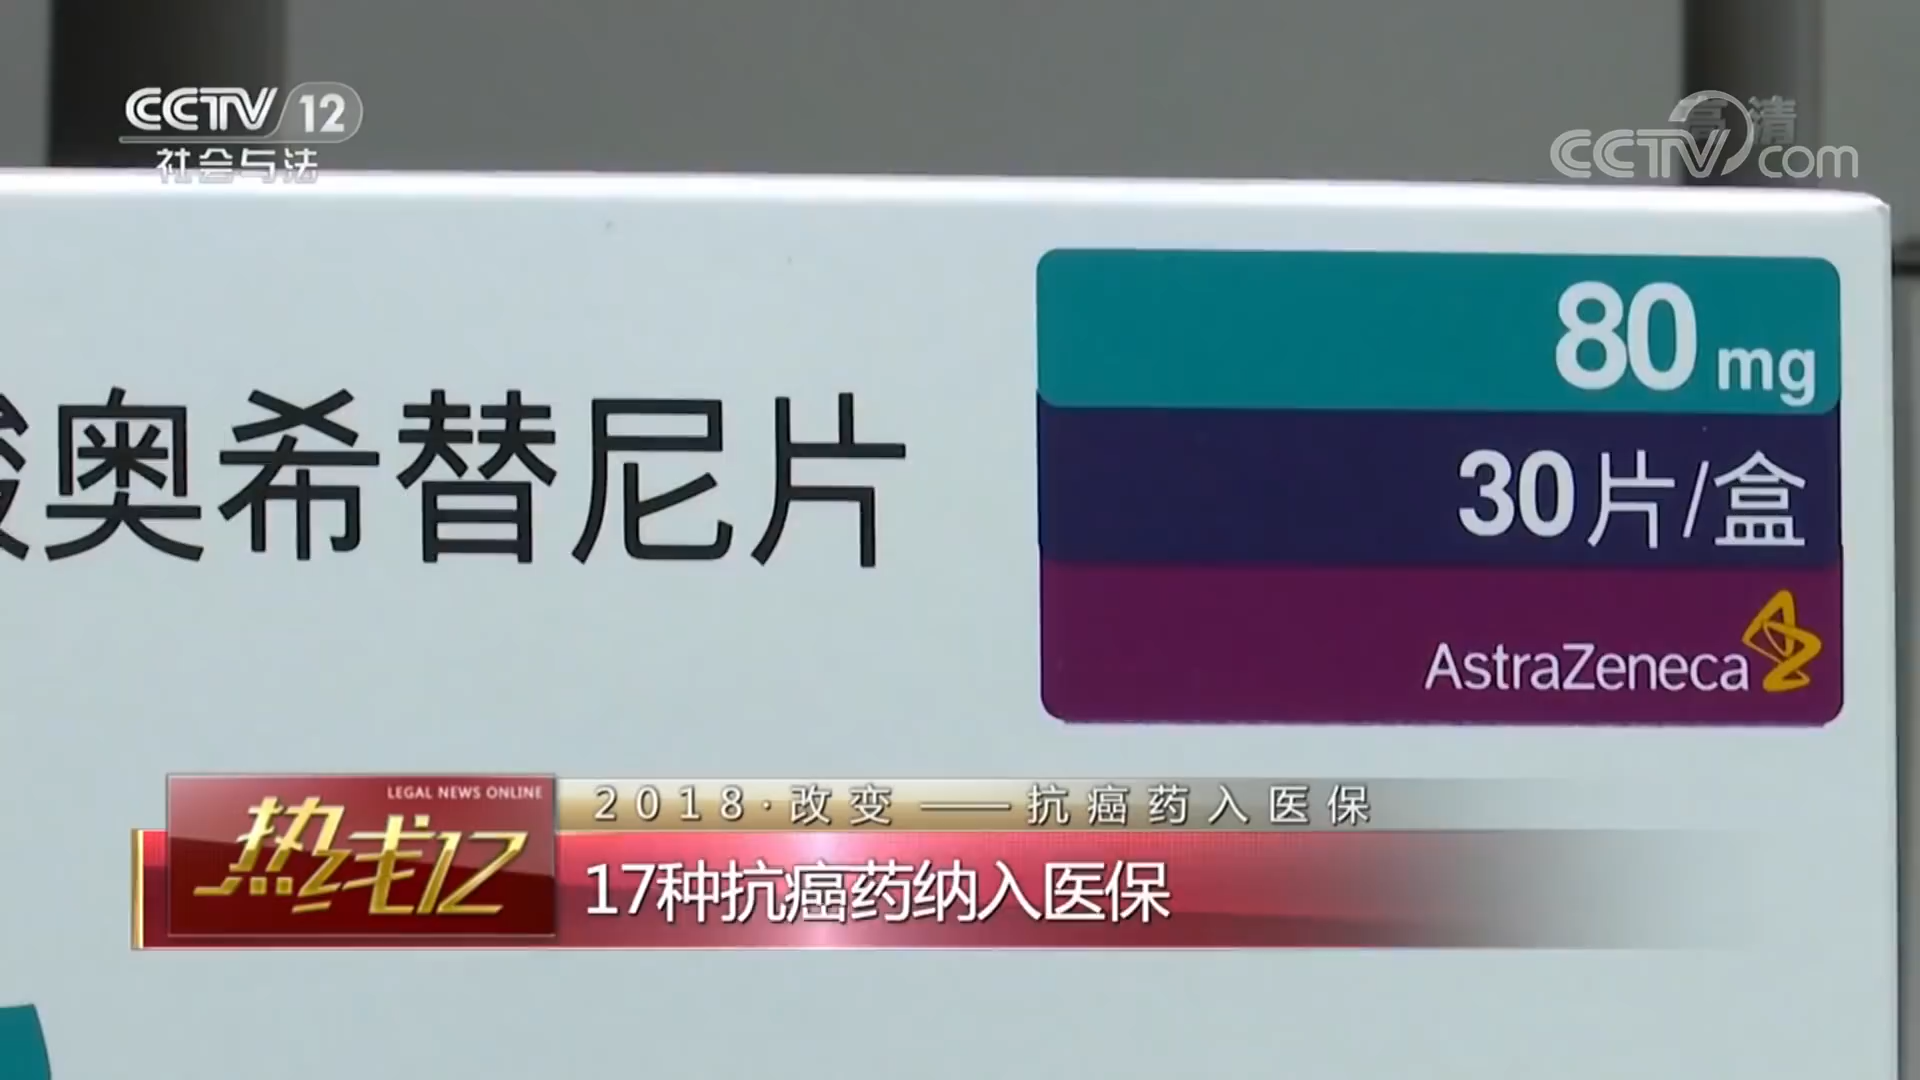 CCTV 12
社会与法
高清
CCTV.com
80 mg
酸奥希替尼片
30片/盒
AstraZeneca
LEGAL NEWS ONLINE
热线12
2018·改变——抗癌药入医保
17种抗癌药纳入医保